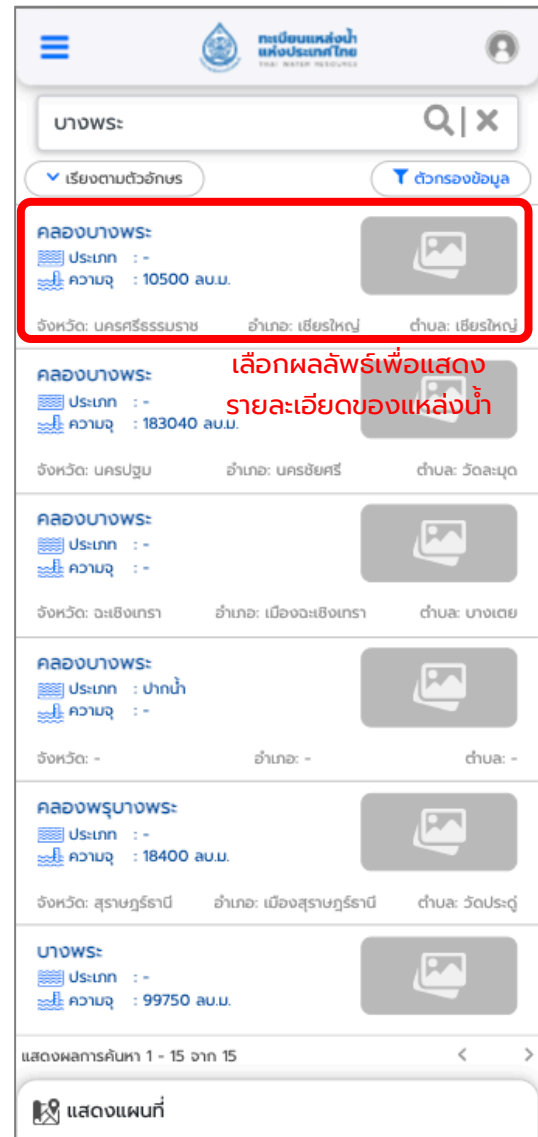 ทะเบียนแหล่งน้ำ
แห่งประเทศไทย
THAI WATER RESOURCE
บางพระ
เรียงตามตัวอักษร ตัวกรองข้อมูล
คลองบางพระ
ประเภท : -
ความจุ : 10500 ลบ.ม.
จังหวัด: นครศรีธรรมราช อำเภอ: เชียรใหญ่ ตำบล: เชียรใหญ่
เลือกผลลัพธ์เพื่อแสดง
รายละเอียดของแหล่งน้ำ
คลองบางพระ
ประเภท : -
ความจุ : 183040 ลบ.ม.
จังหวัด: นครปฐม อำเภอ: นครชัยศรี ตำบล: วัดละมุด
คลองบางพระ
ประเภท : -
ความจุ : -
จังหวัด: ฉะเชิงเทรา อำเภอ: เมืองฉะเชิงเทรา ตำบล: บางเตย
คลองบางพระ
ประเภท : ปากน้ำ
ความจุ : -
จังหวัด: - อำเภอ: - ตำบล: -
คลองพรุบางพระ
ประเภท : -
ความจุ : 18400 ลบ.ม.
จังหวัด: สุราษฎร์ธานี อำเภอ: เมืองสุราษฎร์ธานี ตำบล: วัดประดู่
บางพระ
ประเภท : -
ความจุ : 99750 ลบ.ม.
แสดงผลการค้นหา 1 - 15 จาก 15
แสดงแผนที่